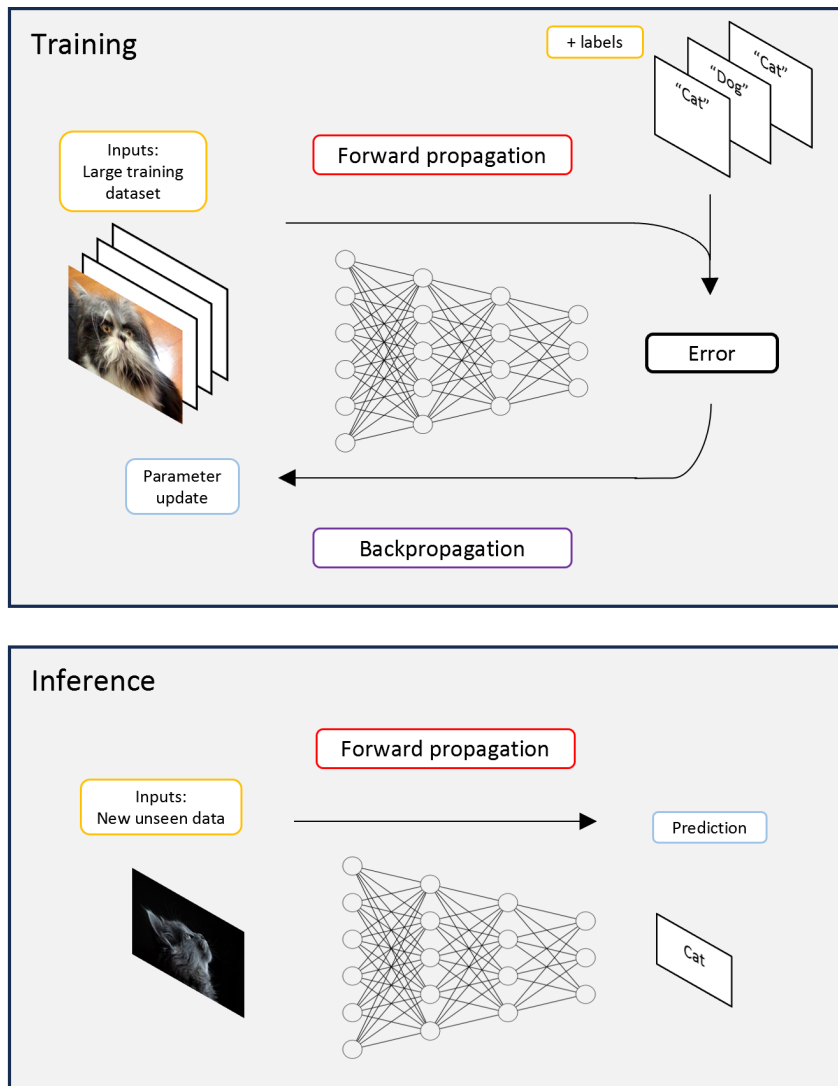 Training
+ labels
“Cat”
“Dog”
“Cat”
Inputs:
Large training
dataset
Forward propagation
Error
Parameter
update
Backpropagation
Inference
Forward propagation
Inputs:
New unseen data
Prediction
Cat